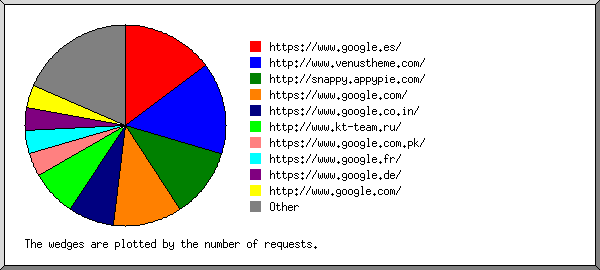 https://www.google.es/
http://www.venustheme.com/
http://snappy.appypie.com/
https://www.google.com/
https://www.google.co.in/
http://www.kt-team.ru/
https://www.google.com.pk/
https://www.google.fr/
https://www.google.de/
http://www.google.com/
Other
The wedges are plotted by the number of requests.